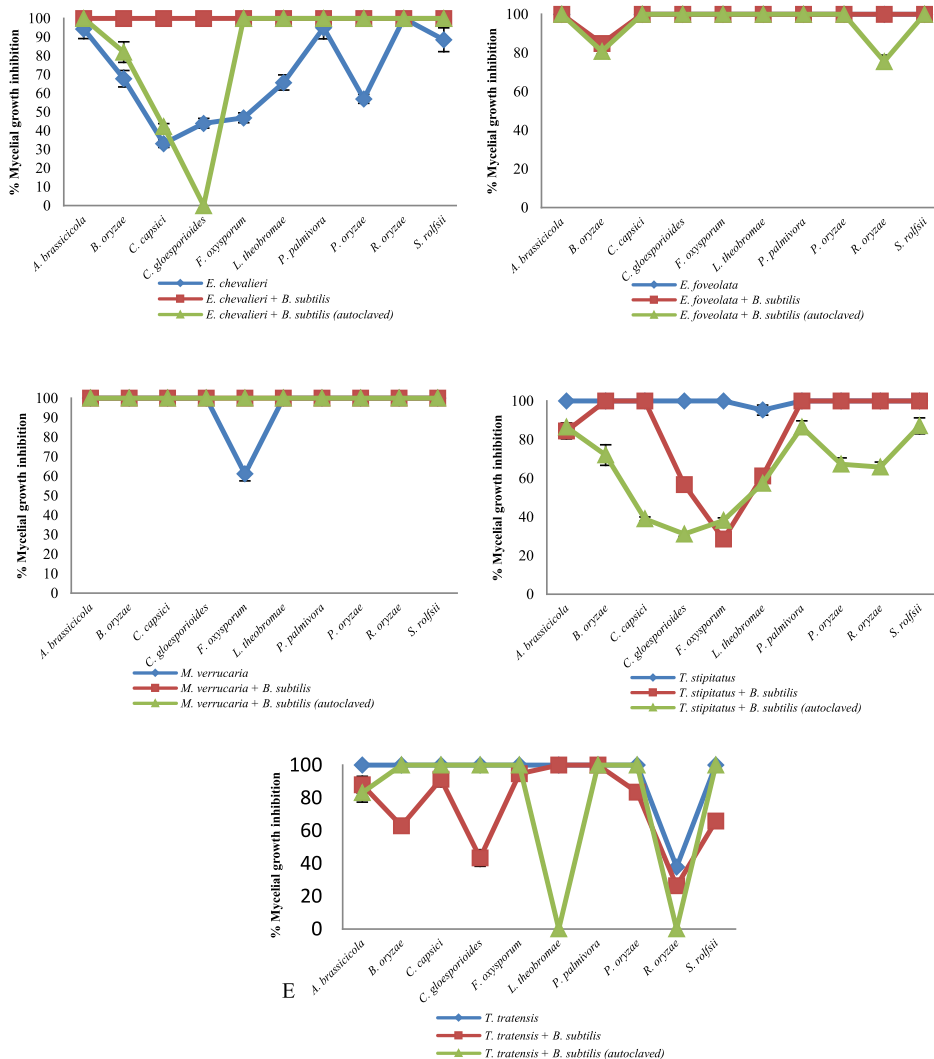 % Mycelial growth inhibition
100
90
80
70
60
50
40
30
20
10
0
A. brassicicola
B. oryzae
C. capsici
C. gloesporioides
F. oxysporum
L. theobromae
P. palmivora
P. oryzae
R. oryzae
S. rolfsii
E. chevalieri
E. chevalieri + B. subtilis
E. chevalieri + B. subtilis (autoclaved)
% Mycelial growth inhibition
100
80
60
40
20
0
A. brassicicola
B. oryzae
C. capsici
C. gloesporioides
F. oxysporum
L. theobromae
P. palmivora
P. oryzae
R. oryzae
S. rolfsii
E. foveolata
E. foveolata + B. subtilis
E. foveolata + B. subtilis (autoclaved)
% Mycelial growth inhibition
100
90
80
70
60
50
40
30
20
10
0
A. brassicicola
B. oryzae
C. capsici
C. gloesporioides
F. oxysporum
L. theobromae
P. palmivora
P. oryzae
R. oryzae
S. rolfsii
M. verrucaria
M. verrucaria + B. subtilis
M. verrucaria + B. subtilis (autoclaved)
% Mycelial growth inhibition
100
80
60
40
20
0
A. brassicicola
B. oryzae
C. capsici
C. gloesporioides
F. oxysporum
L. theobromae
P. palmivora
P. oryzae
R. oryzae
S. rolfsii
T. stipitatus
T. stipitatus + B. subtilis
T. stipitatus + B. subtilis (autoclaved)
% Mycelial growth inhibition
100
80
60
40
20
0
A. brassicicola
B. oryzae
C. capsici
C. gloesporioides
F. oxysporum
L. theobromae
P. palmivora
P. oryzae
R. oryzae
S. rolfsii
E
T. tratensis
T. tratensis + B. subtilis
T. tratensis + B. subtilis (autoclaved)